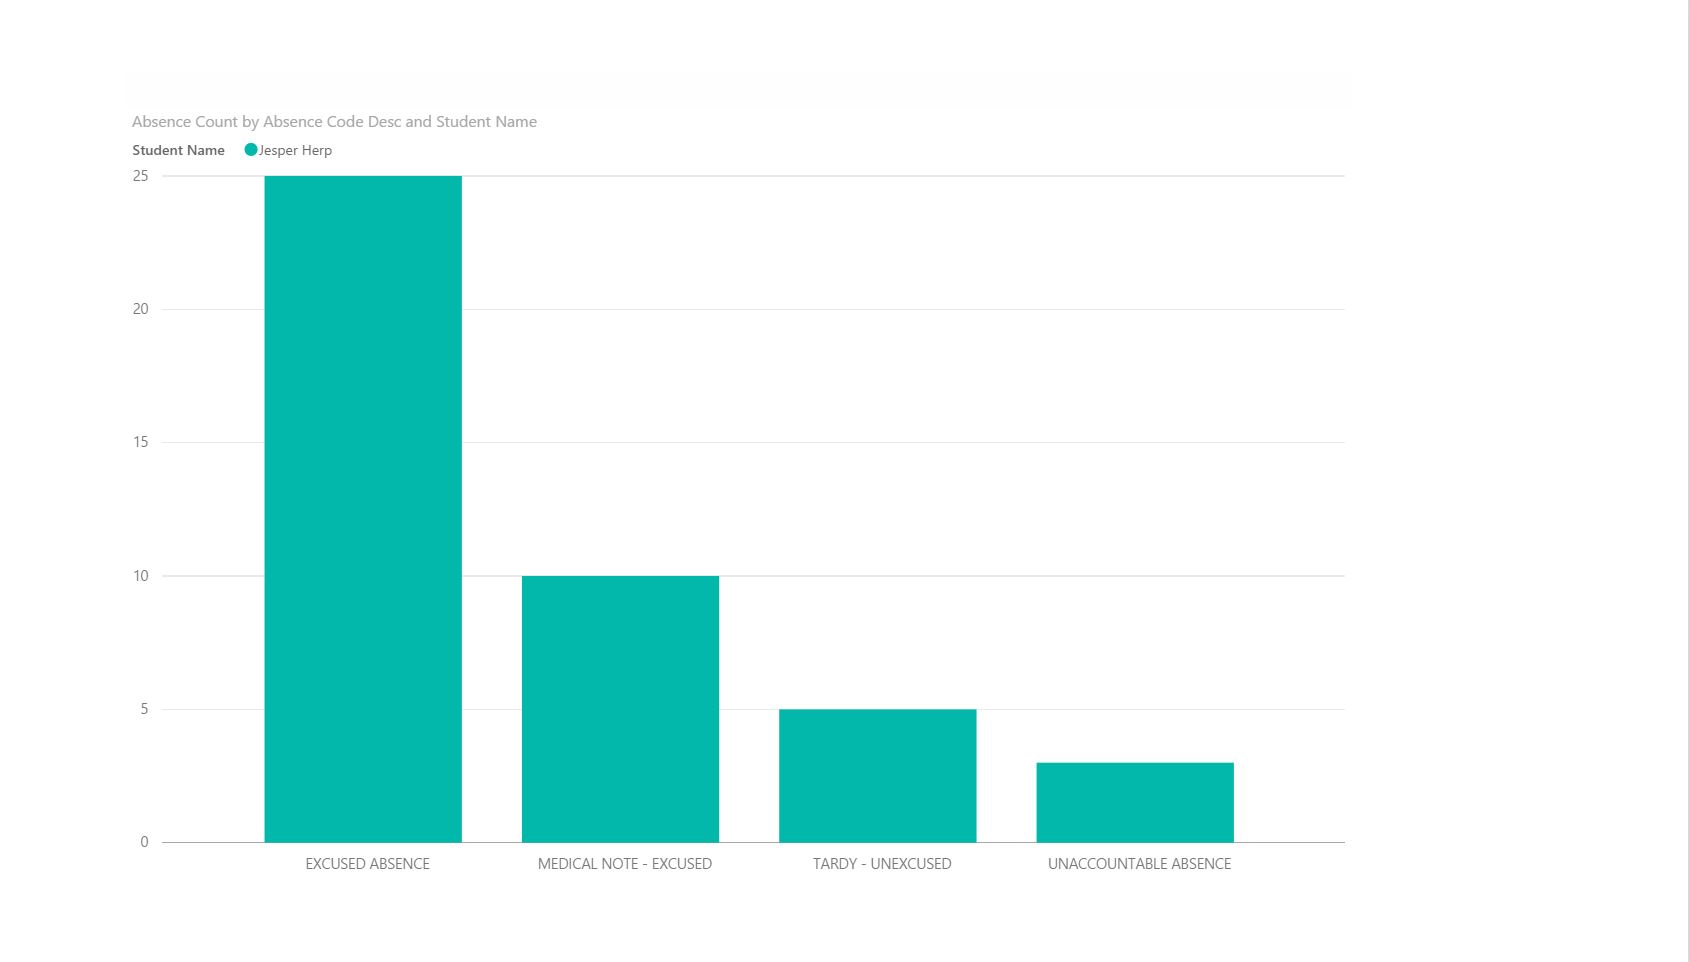 Absence Count by Absence Code Desc and Student Name
Student Name Jesper Herp
25
20
15
10
5
0
EXCUSED ABSENCE MEDICAL NOTE - EXCUSED TARDY - UNEXCUSED UNACCOUNTABLE ABSENCE